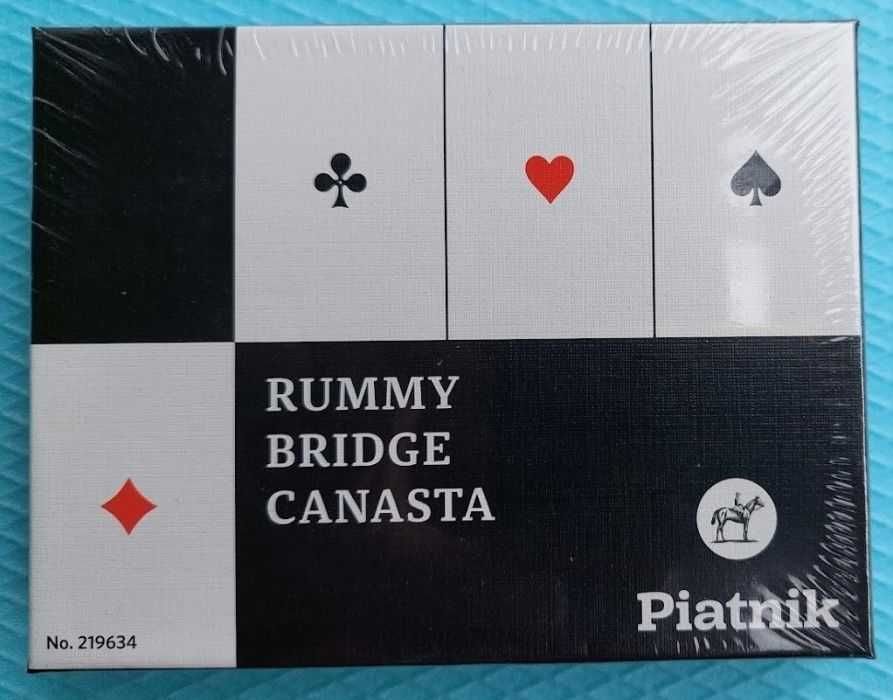 RUMMY
BRIDGE
CANASTA
Piatnik
No. 219634